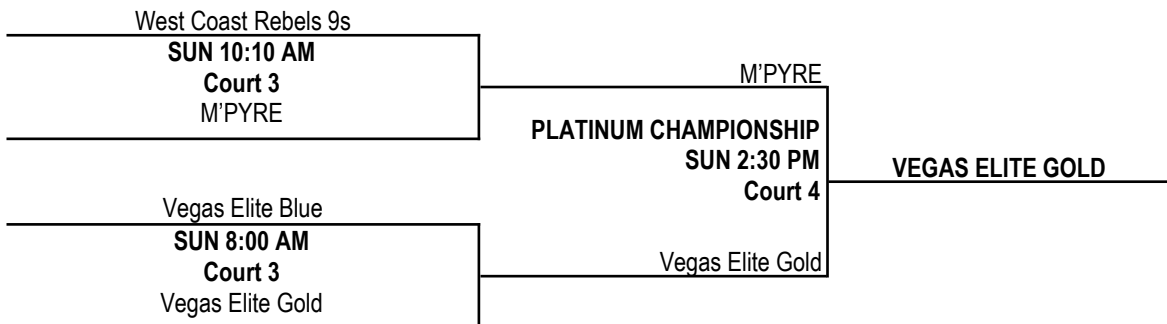 West Coast Rebels 9s
SUN 10:10 AM
Court 3
M'PYRE
M'PYRE
PLATINUM CHAMPIONSHIP
SUN 2:30 PM
Court 4
VEGAS ELITE GOLD
Vegas Elite Blue
SUN 8:00 AM
Court 3
Vegas Elite Gold
Vegas Elite Gold